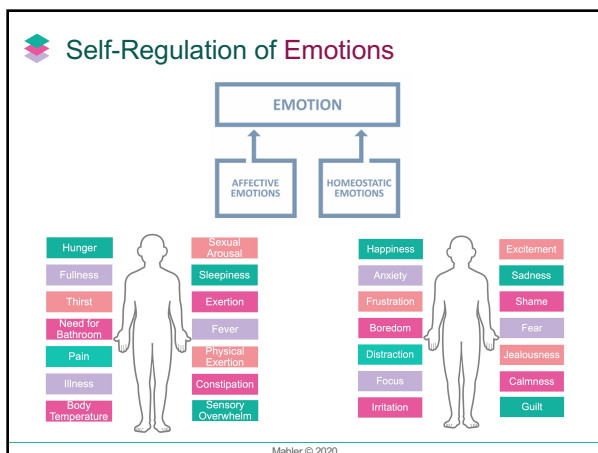 Self-Regulation of Emotions
EMOTION
AFFECTIVE
EMOTIONS
HOMEOSTATIC
EMOTIONS
Hunger
Fullness
Thirst
Need for
Bathroom
Pain
Illness
Body
Temperature
Sexual
Arousal
Sleepiness
Exertion
Fever
Physical
Exertion
Constipation
Sensory
Overwhelm
Happiness
Anxiety
Frustration
Boredom
Distraction
Focus
Irritation
Excitement
Sadness
Shame
Fear
Jealousness
Calmness
Guilt
Mahler © 2020